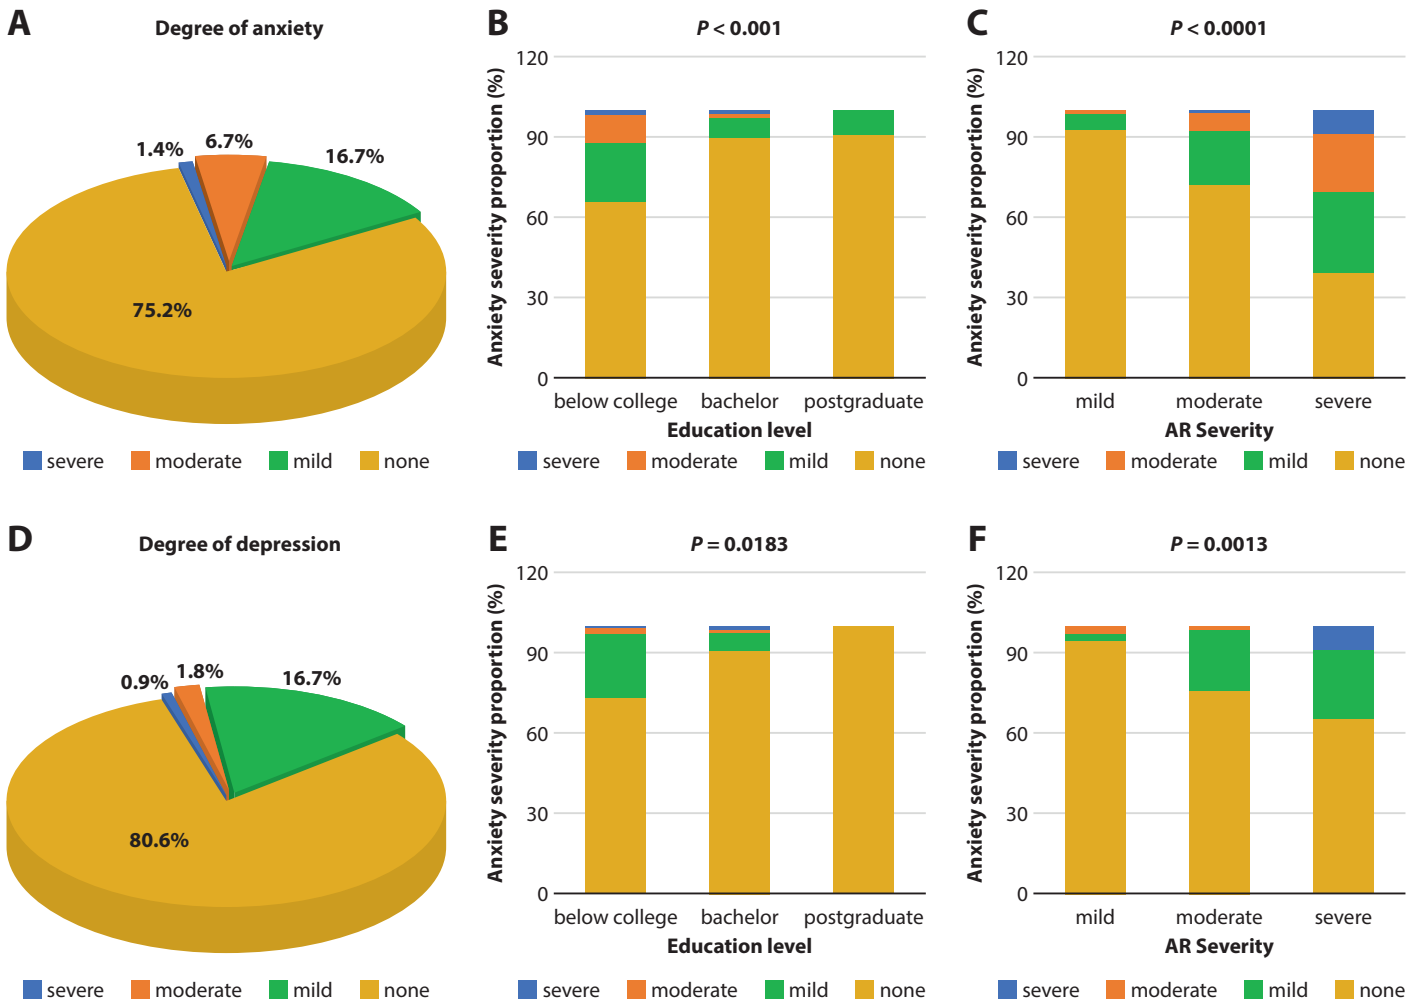 A
Degree of anxiety
1.4%
6.7%
16.7%
75.2%
severe moderate mild none
B
P < 0.001
Anxiety severity proportion (%)
120
90
60
30
0
below college bachelor postgraduate
Education level
severe moderate mild none
C
P < 0.0001
Anxiety severity proportion (%)
120
90
60
30
0
mild moderate severe
AR Severity
severe moderate mild none
D
Degree of depression
0.9%
1.8%
16.7%
80.6%
severe moderate mild none
E
P = 0.0183
Anxiety severity proportion (%)
120
90
60
30
0
below college bachelor postgraduate
Education level
severe moderate mild none
F
P = 0.0013
Anxiety severity proportion (%)
120
90
60
30
0
mild moderate severe
AR Severity
severe moderate mild none